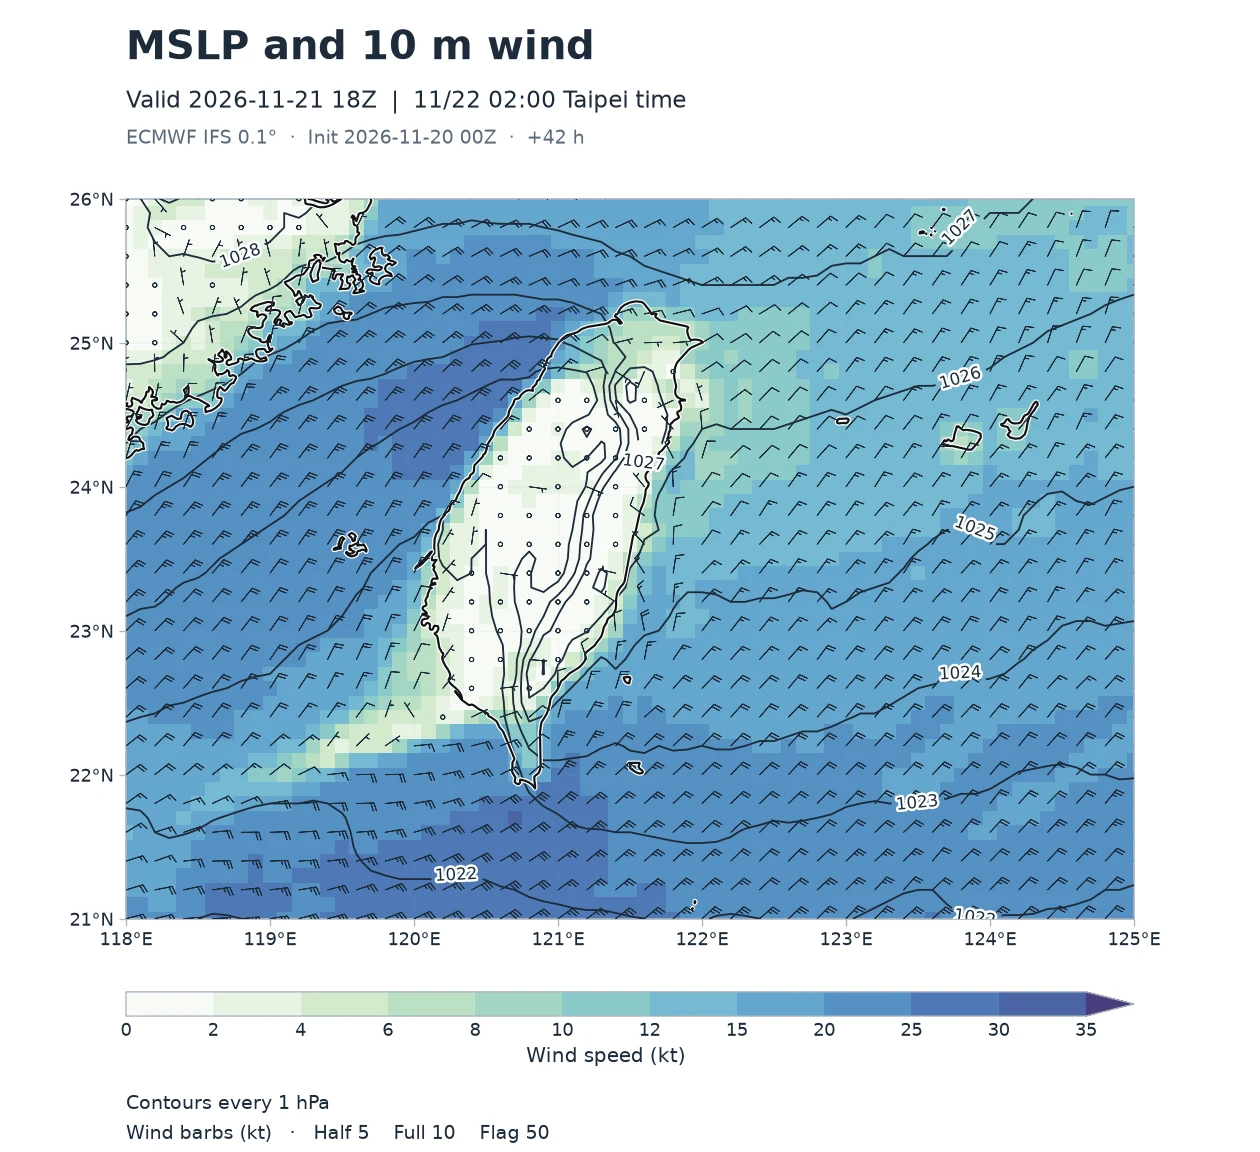 MSLP and 10 m wind
Valid 2026-11-21 18Z | 11/22 02:00 Taipei time
ECMWF IFS 0.1° · Init 2026-11-20 00Z · +42 h
26°N
25°N
24°N
23°N
22°N
21°N
1028
1027
1026
1027
1025
1024
1023
1022
1022
118°E 119°E 120°E 121°E 122°E 123°E 124°E 125°E
0 2 4 6 8 10 12 15 20 25 30 35
Wind speed (kt)
Contours every 1 hPa
Wind barbs (kt) · Half 5 Full 10 Flag 50